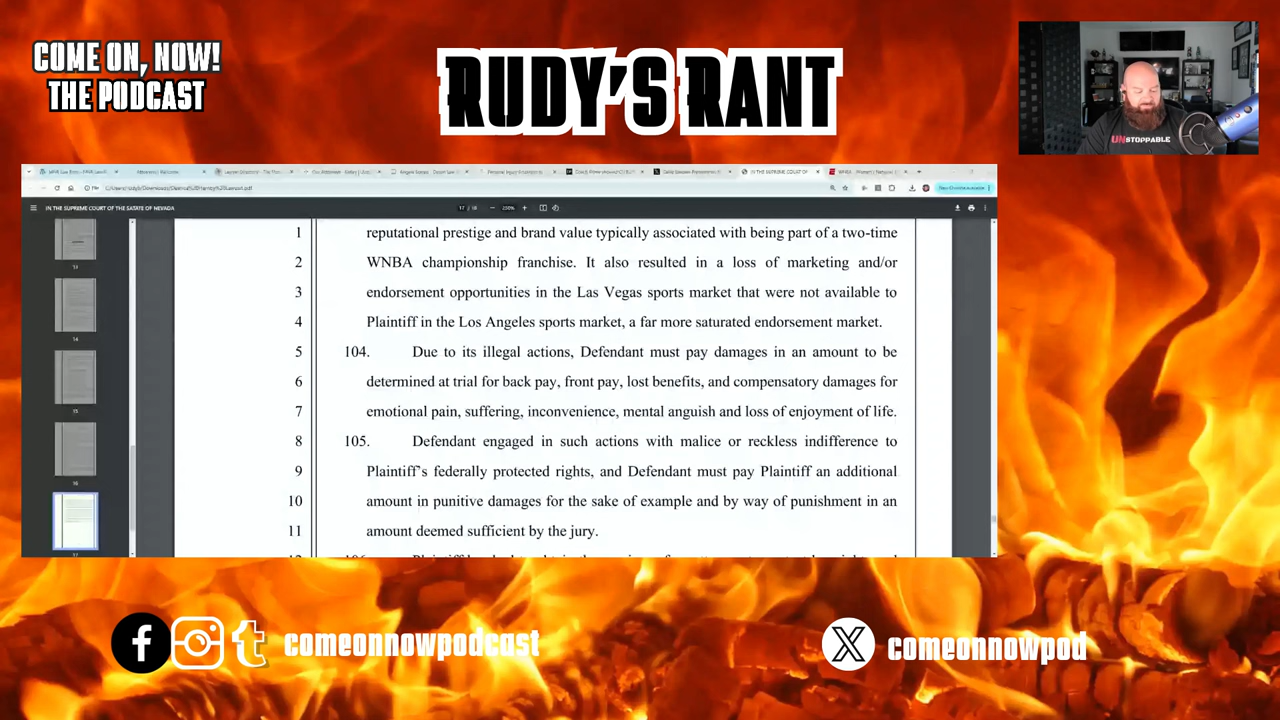 COME ON, NOW!
THE PODCAST
RUDY'S RANT
UNSTOPPABLE
IN THE SUPREME COURT OF THE SATATE OF NEVADA
1 reputational prestige and brand value typically associated with being part of a two-time
2 WNBA championship franchise. It also resulted in a loss of marketing and/or
3 endorsement opportunities in the Las Vegas sports market that were not available to
4 Plaintiff in the Los Angeles sports market, a far more saturated endorsement market.
5 104. Due to its illegal actions, Defendant must pay damages in an amount to be
6 determined at trial for back pay, front pay, lost benefits, and compensatory damages for
7 emotional pain, suffering, inconvenience, mental anguish and loss of enjoyment of life.
8 105. Defendant engaged in such actions with malice or reckless indifference to
9 Plaintiff's federally protected rights, and Defendant must pay Plaintiff an additional
10 amount in punitive damages for the sake of example and by way of punishment in an
11 amount deemed sufficient by the jury.
13
14
15
16
comeonnowpodcast
comeonnowpod